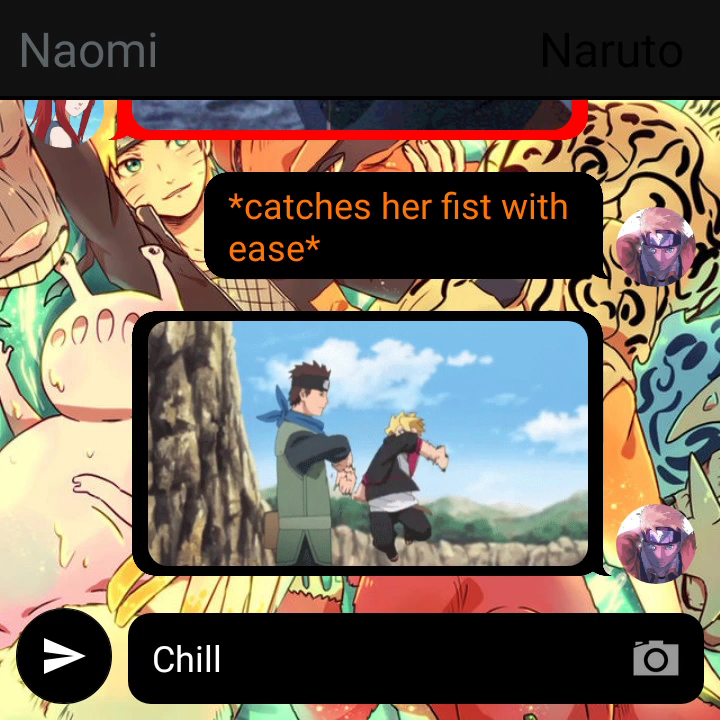 Naomi
Naruto
*catches her fist with
ease*
Chill